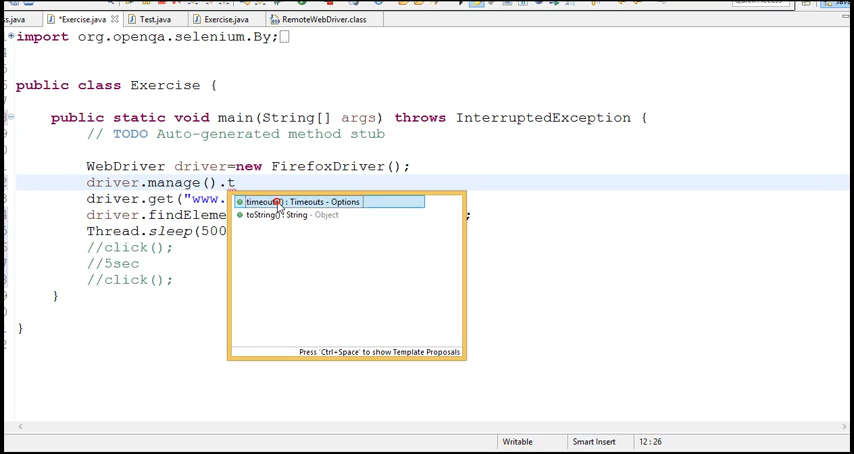 ss.java *Exercise.java Test.java Exercise.java RemoteWebDriver.class
import org.openqa.selenium.By;
public class Exercise {
public static void main(String[] args) throws InterruptedException {
// TODO Auto-generated method stub
WebDriver driver=new FirefoxDriver();
driver.manage().t
driver.get("www.
timeouts() : Timeouts - Options
driver.findEleme ;
toString() : String - Object
Thread.sleep(500
//click();
//5sec
//click();
}
}
Press 'Ctrl+Space' to show Template Proposals
Writable Smart Insert 12 : 26